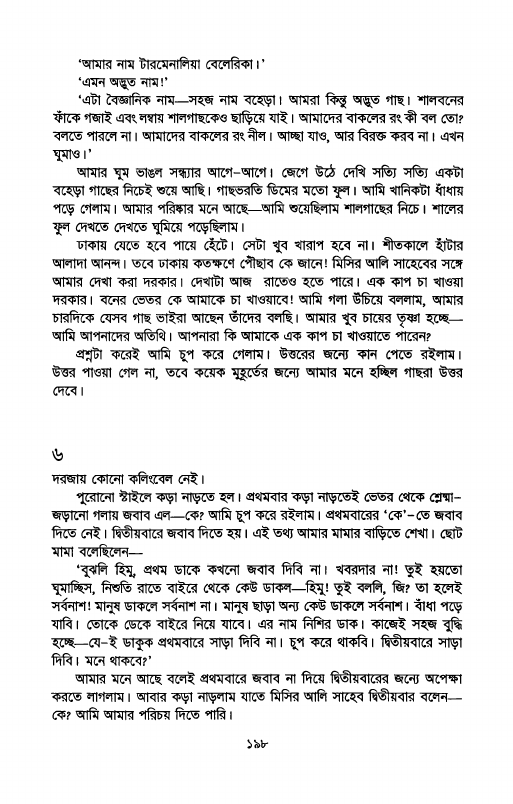 ‘আমার নাম টারমেনালিয়া বেলেরিকা।’
‘এমন অদ্ভুত নাম!’
‘এটা বৈজ্ঞানিক নাম—সহজ নাম বহেড়া। আমরা কিন্তু অদ্ভুত গাছ। শালবনের
ফাঁকে গজাই এবং লম্বায় শালগাছকেও ছাড়িয়ে যাই। আমাদের বাকলের রং কী বল তো?
বলতে পারলে না। আমাদের বাকলের রং নীল। আচ্ছা যাও, আর বিরক্ত করব না। এখন
ঘুমাও।’
আমার ঘুম ভাঙল সন্ধ্যার আগে-আগে। জেগে উঠে দেখি সত্যি সত্যি একটা
বহেড়া গাছের নিচেই শুয়ে আছি। গাছভরতি ডিমের মতো ফুল। আমি খানিকটা ধাঁধায়
পড়ে গেলাম। আমার পরিষ্কার মনে আছে—আমি শুয়েছিলাম শালগাছের নিচে। শালের
ফুল দেখতে দেখতে ঘুমিয়ে পড়েছিলাম।
ঢাকায় যেতে হবে পায়ে হেঁটে। সেটা খুব খারাপ হবে না। শীতকালে হাঁটার
আলাদা আনন্দ। তবে ঢাকায় কতক্ষণে পৌঁছাব কে জানে! মিসির আলি সাহেবের সঙ্গে
আমার দেখা করা দরকার। দেখাটা আজ রাতেও হতে পারে। এক কাপ চা খাওয়া
দরকার। বনের ভেতর কে আমাকে চা খাওয়াবে! আমি গলা উঁচিয়ে বললাম, আমার
চারদিকে যেসব গাছ ভাইরা আছেন তাঁদের বলছি। আমার খুব চায়ের তৃষ্ণা হচ্ছে—
আমি আপনাদের অতিথি। আপনারা কি আমাকে এক কাপ চা খাওয়াতে পারেন?
প্রশ্নটা করেই আমি চুপ করে গেলাম। উত্তরের জন্যে কান পেতে রইলাম।
উত্তর পাওয়া গেল না, তবে কয়েক মুহূর্তের জন্যে আমার মনে হচ্ছিল গাছরা উত্তর
দেবে।
৬
দরজায় কোনো কলিংবেল নেই।
পুরোনো স্টাইলে কড়া নাড়তে হল। প্রথমবার কড়া নাড়তেই ভেতর থেকে শ্লেষ্মা-
জড়ানো গলায় জবাব এল—কে? আমি চুপ করে রইলাম। প্রথমবারের ‘কে’-তে জবাব
দিতে নেই। দ্বিতীয়বারে জবাব দিতে হয়। এই তথ্য আমার মামার বাড়িতে শেখা। ছোট
মামা বলেছিলেন—
‘বুঝলি হিমু, প্রথম ডাকে কখনো জবাব দিবি না। খবরদার না! তুই হয়তো
ঘুমাচ্ছিস, নিশুতি রাতে বাইরে থেকে কেউ ডাকল—হিমু! তুই বললি, জি? তা হলেই
সর্বনাশ! মানুষ ডাকলে সর্বনাশ না। মানুষ ছাড়া অন্য কেউ ডাকলে সর্বনাশ। বাঁধা পড়ে
যাবি। তোকে ডেকে বাইরে নিয়ে যাবে। এর নাম নিশির ডাক। কাজেই সহজ বুদ্ধি
হচ্ছে—যে-ই ডাকুক প্রথমবারে সাড়া দিবি না। চুপ করে থাকবি। দ্বিতীয়বারে সাড়া
দিবি। মনে থাকবে?’
আমার মনে আছে বলেই প্রথমবারে জবাব না দিয়ে দ্বিতীয়বারের জন্যে অপেক্ষা
করতে লাগলাম। আবার কড়া নাড়লাম যাতে মিসির আলি সাহেব দ্বিতীয়বার বলেন—
কে? আমি আমার পরিচয় দিতে পারি।
১৯৮